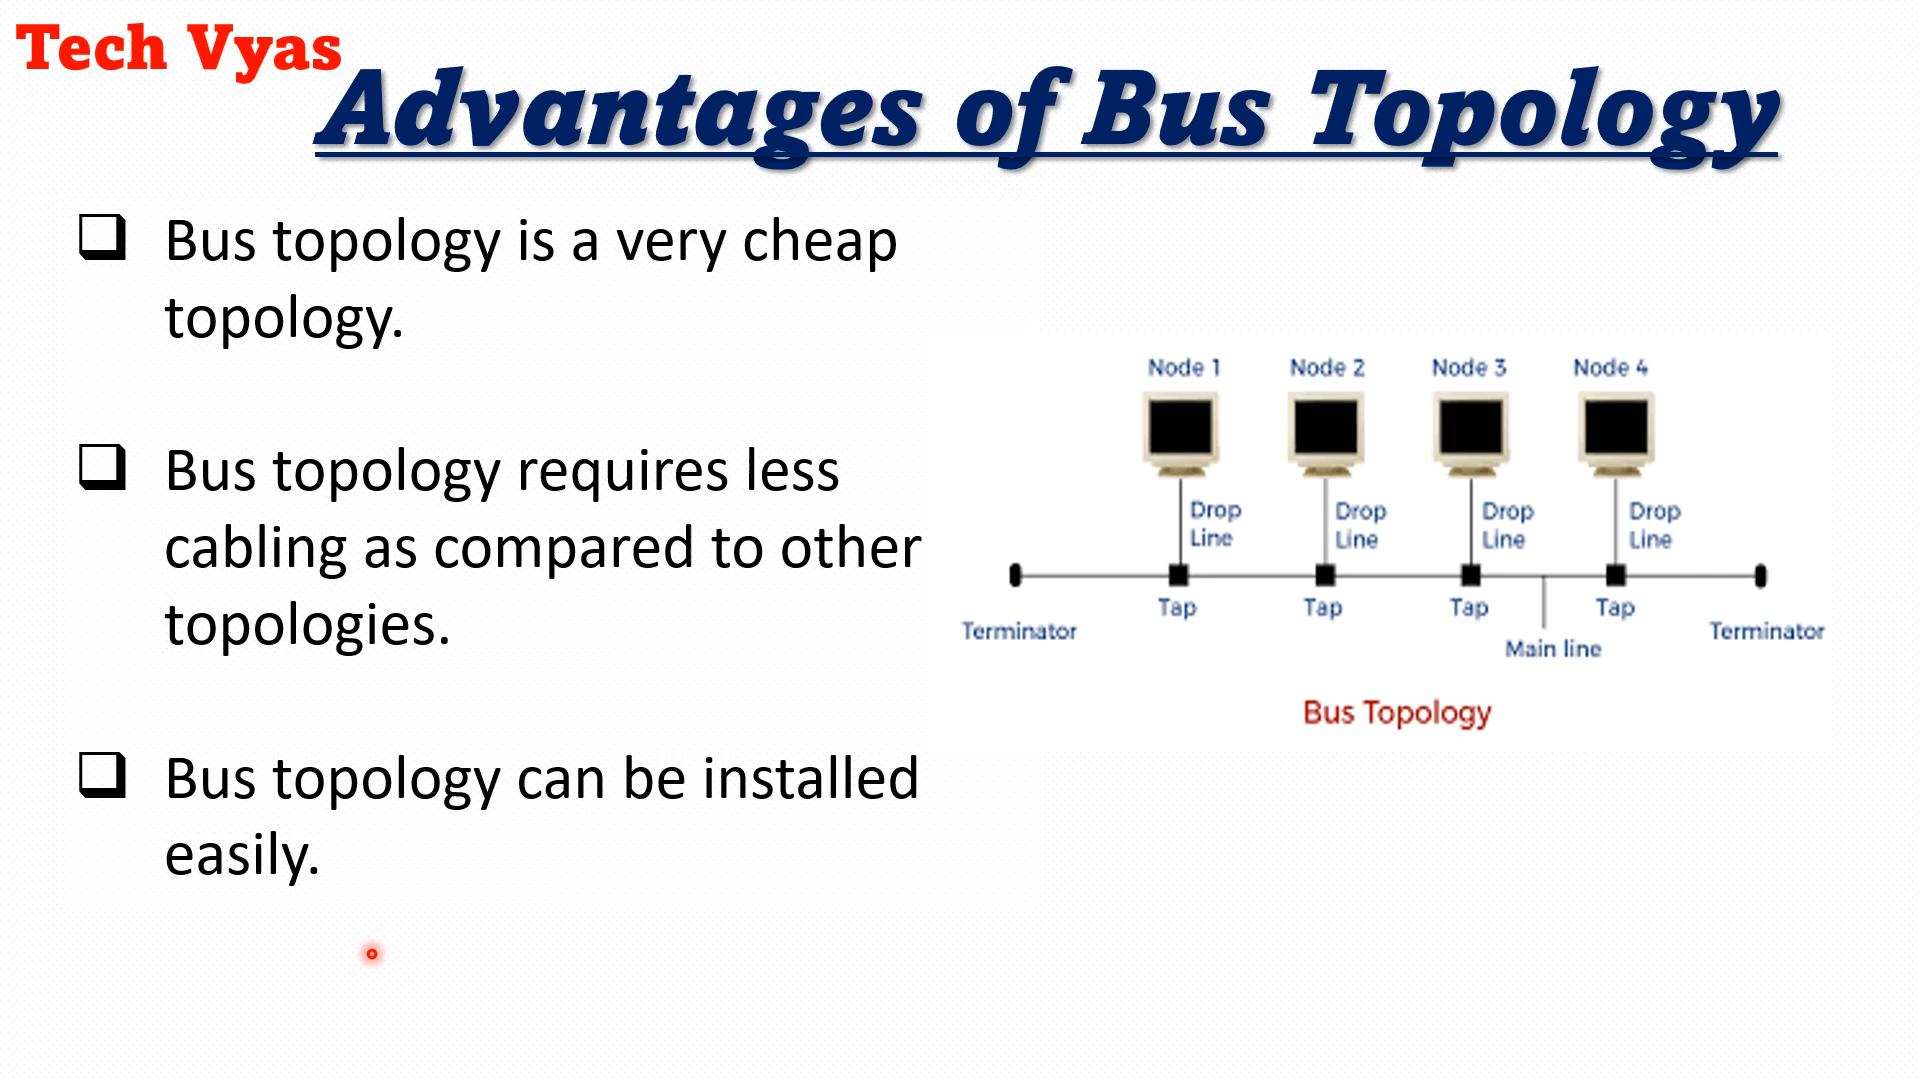 Tech Vyas
Advantages of Bus Topology
Bus topology is a very cheap
topology.
Bus topology requires less
cabling as compared to other
topologies.
Bus topology can be installed
easily.
Node 1 Node 2 Node 3 Node 4
Drop Drop Drop Drop
Line Line Line Line
Tap Tap Tap Tap
Terminator Terminator
Main line
Bus Topology